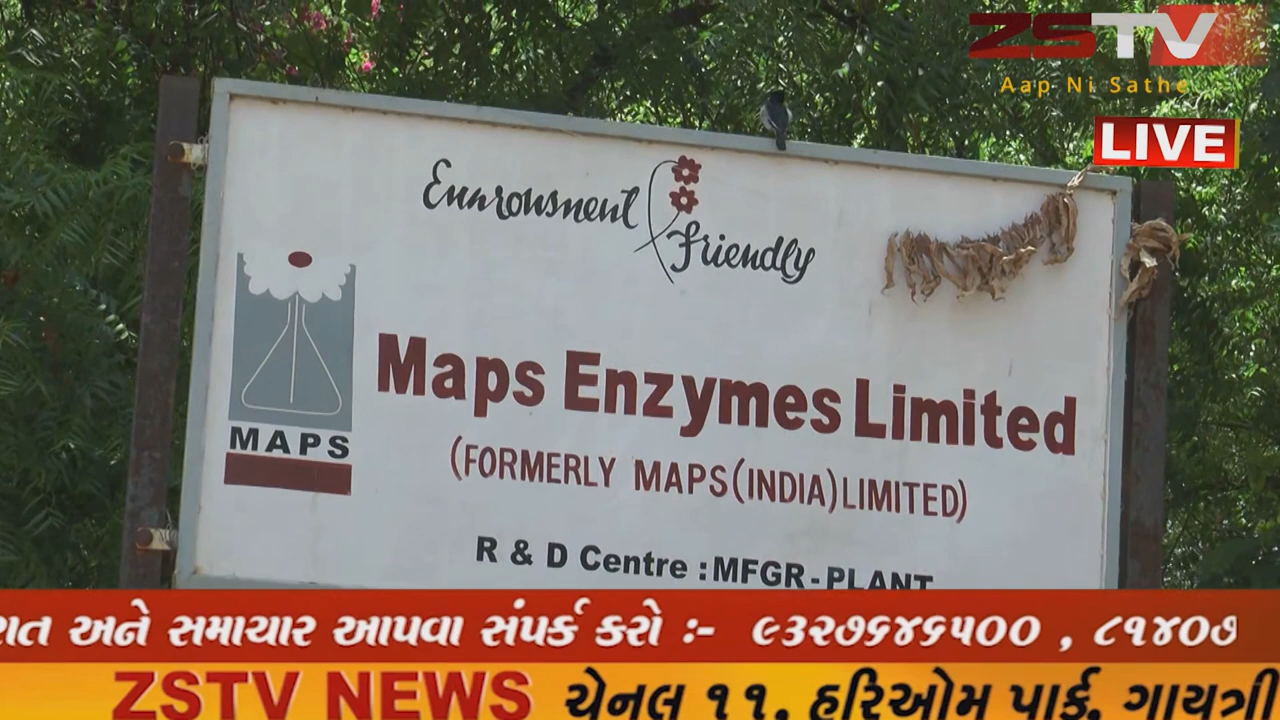 ZSTV
Aap Ni Sathe
LIVE
Envrousnent
Friendly
MAPS
Maps Enzymes Limited
(FORMERLY MAPS (INDIA) LIMITED)
R & D Centre : MFGR - PLANT
રાત અને સમાચાર આપવા સંપર્ક કરો :- ૯૩૨૭૬૪૬૫૦૦ , ૮૧૪૦૭
ZSTV NEWS ચેનલ ૧૧, હરિઓમ પાર્ક, ગાયત્રી